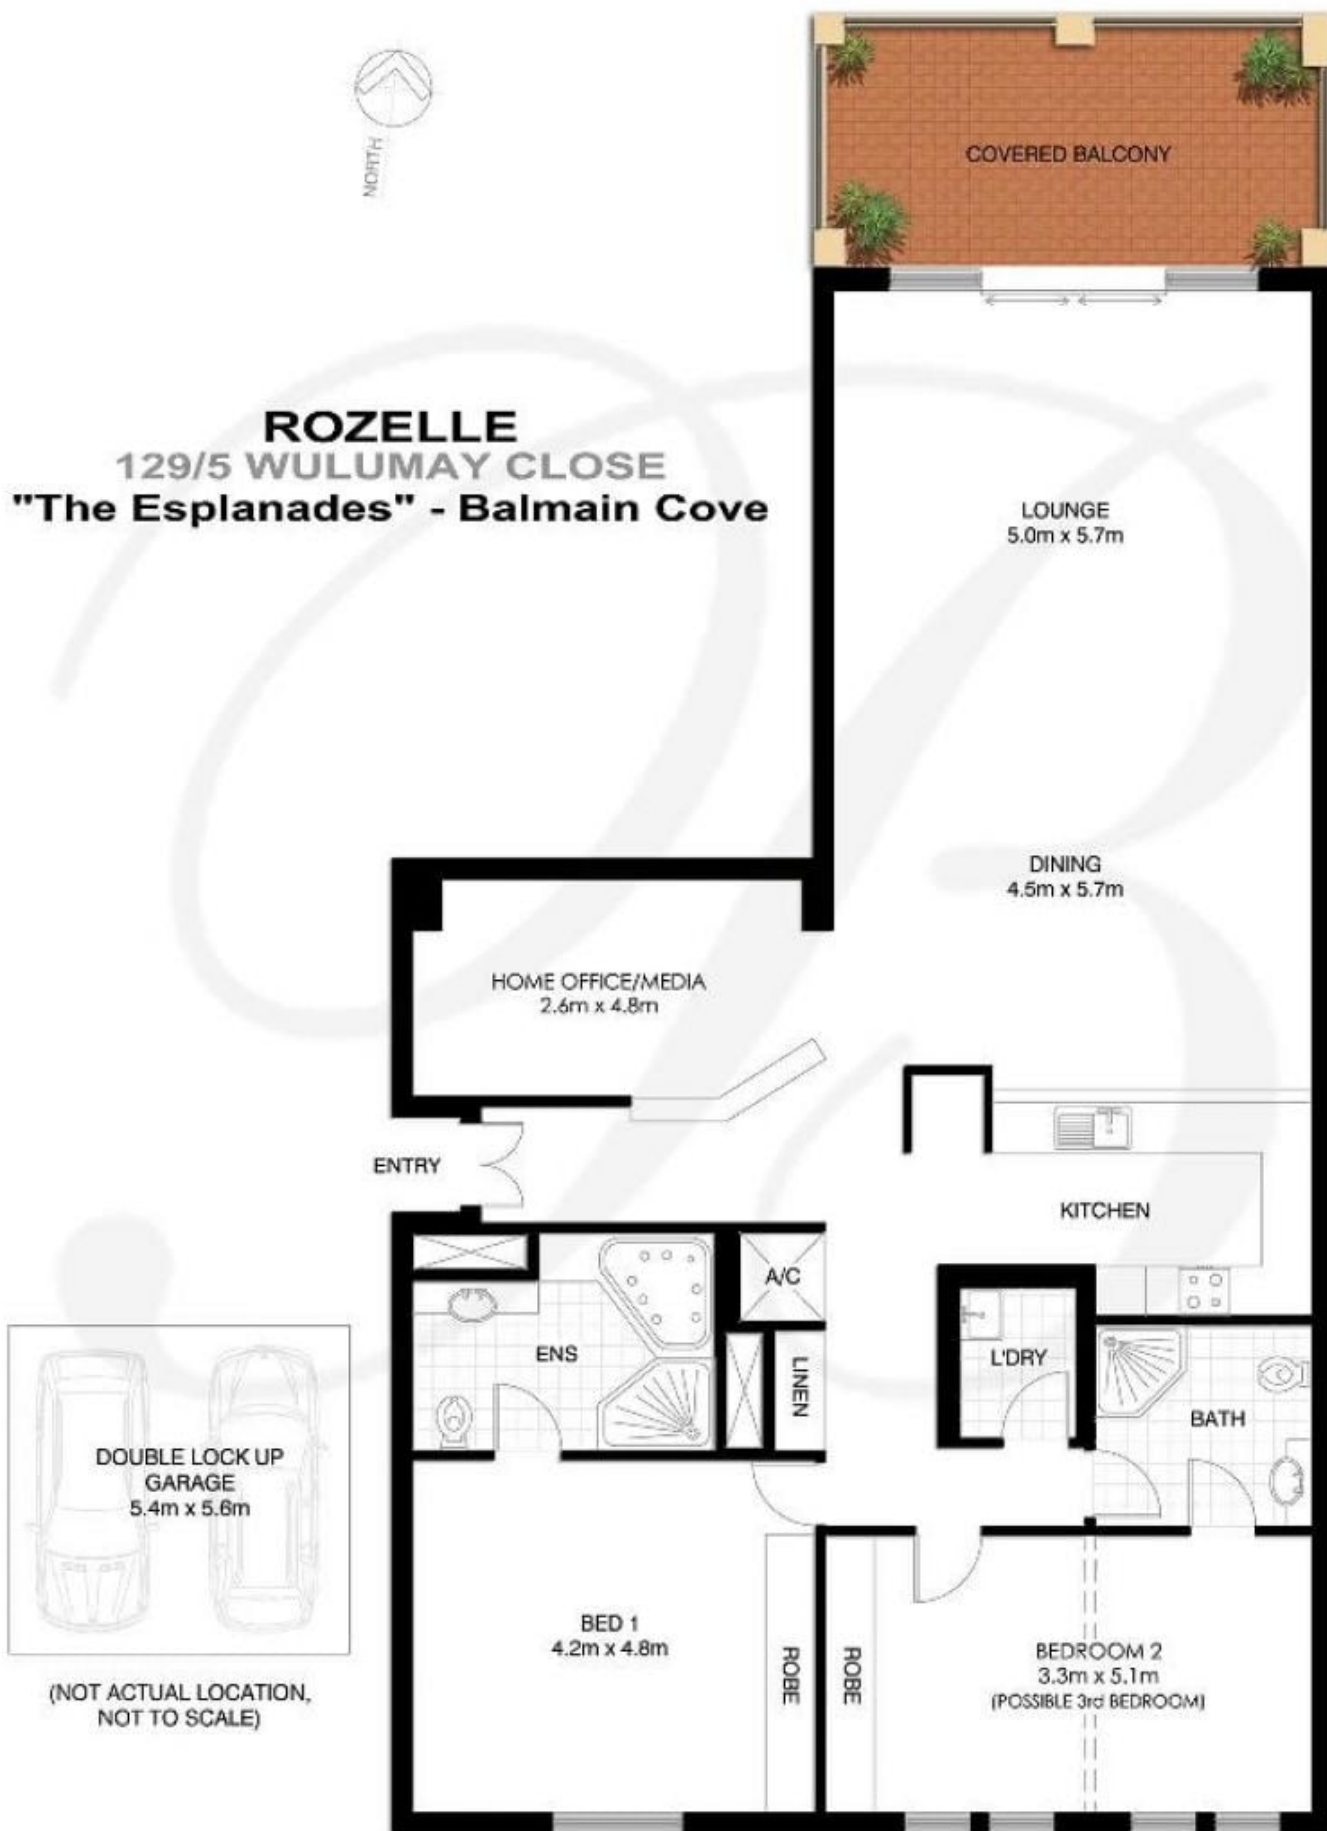 NORTH
COVERED BALCONY
ROZELLE
129/5 WULUMAY CLOSE
"The Esplanades" - Balmain Cove
LOUNGE
5.0m x 5.7m
DINING
4.5m x 5.7m
HOME OFFICE/MEDIA
2.6m x 4.8m
ENTRY
KITCHEN
A/C
ENS
LINEN
L'DRY
BATH
DOUBLE LOCK UP
GARAGE
5.4m x 5.6m
(NOT ACTUAL LOCATION,
NOT TO SCALE)
BED 1
4.2m x 4.8m
ROBE
ROBE
BEDROOM 2
3.3m x 5.1m
(POSSIBLE 3rd BEDROOM)